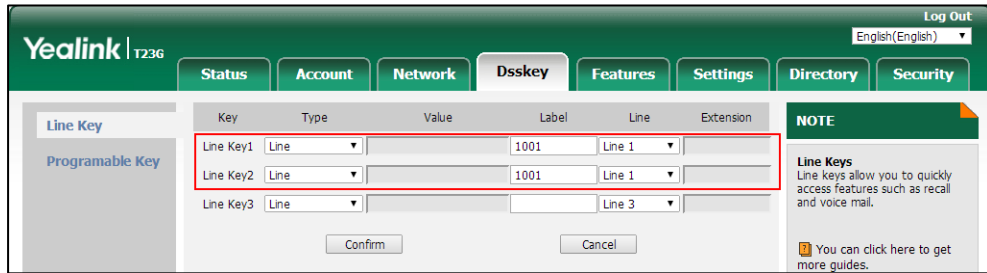 Log Out
Yealink | T23G
English(English)
Status Account Network Dsskey Features Settings Directory Security
Line Key
Programable Key
Key Type Value Label Line Extension
Line Key1 Line 1001 Line 1
Line Key2 Line 1001 Line 1
Line Key3 Line Line 3
Confirm Cancel
NOTE
Line Keys
Line keys allow you to quickly
access features such as recall
and voice mail.
You can click here to get
more guides.